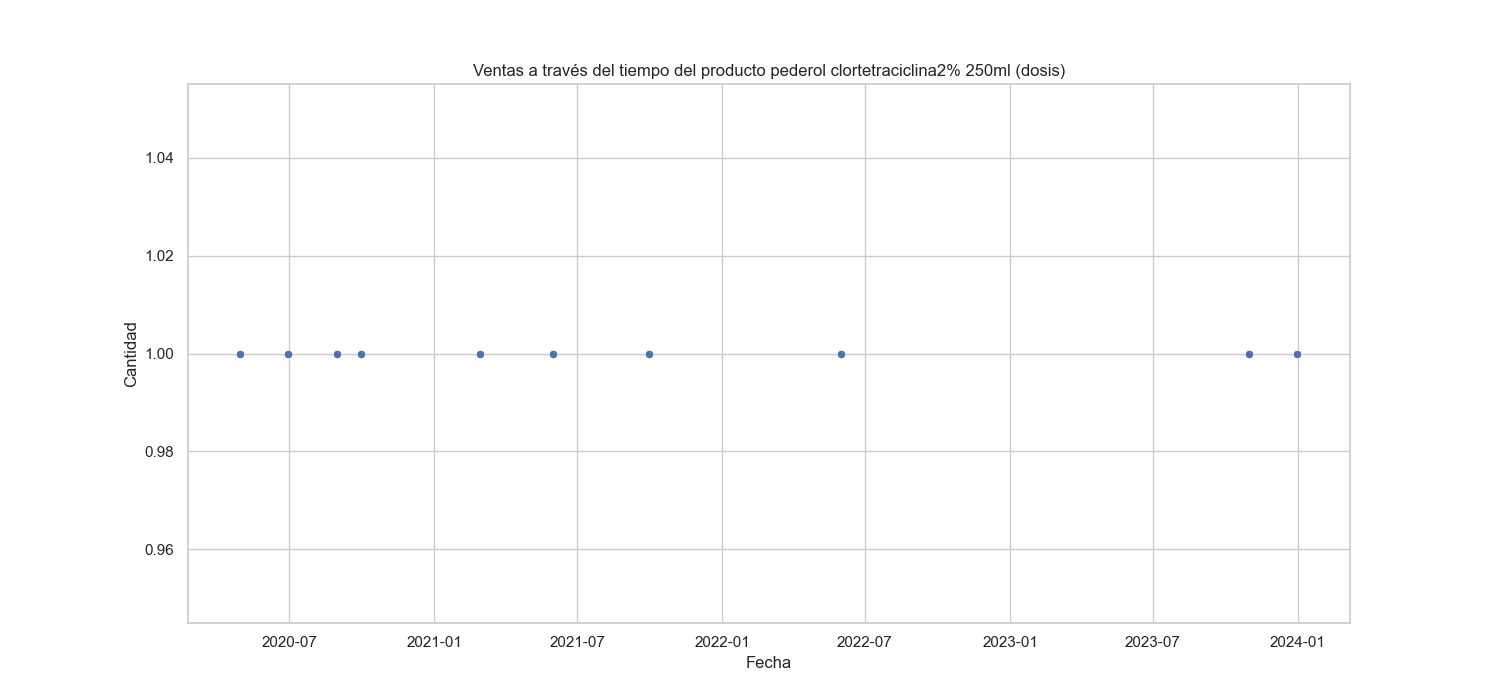 Ventas a través del tiempo del producto pederol clortetraciclina2% 250ml (dosis)
Cantidad
1.04
1.02
1.00
0.98
0.96
2020-07 2021-01 2021-07 2022-01 2022-07 2023-01 2023-07 2024-01
Fecha